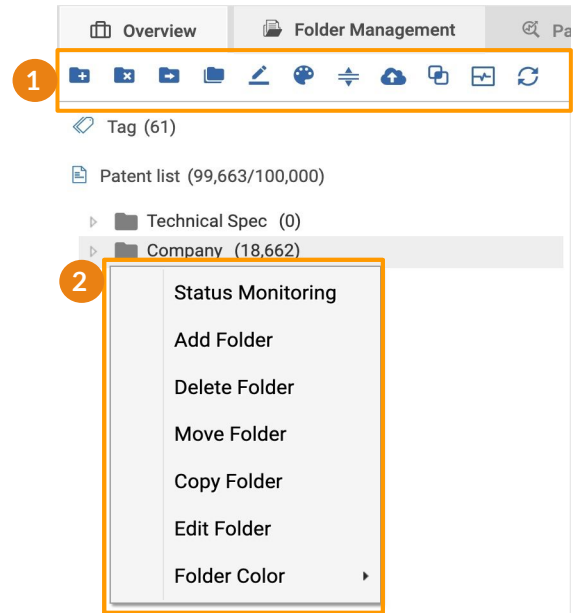 Overview
Folder Management
Pa
1
Tag (61)
Patent list (99,663/100,000)
Technical Spec (0)
Company (18,662)
2
Status Monitoring
Add Folder
Delete Folder
Move Folder
Copy Folder
Edit Folder
Folder Color